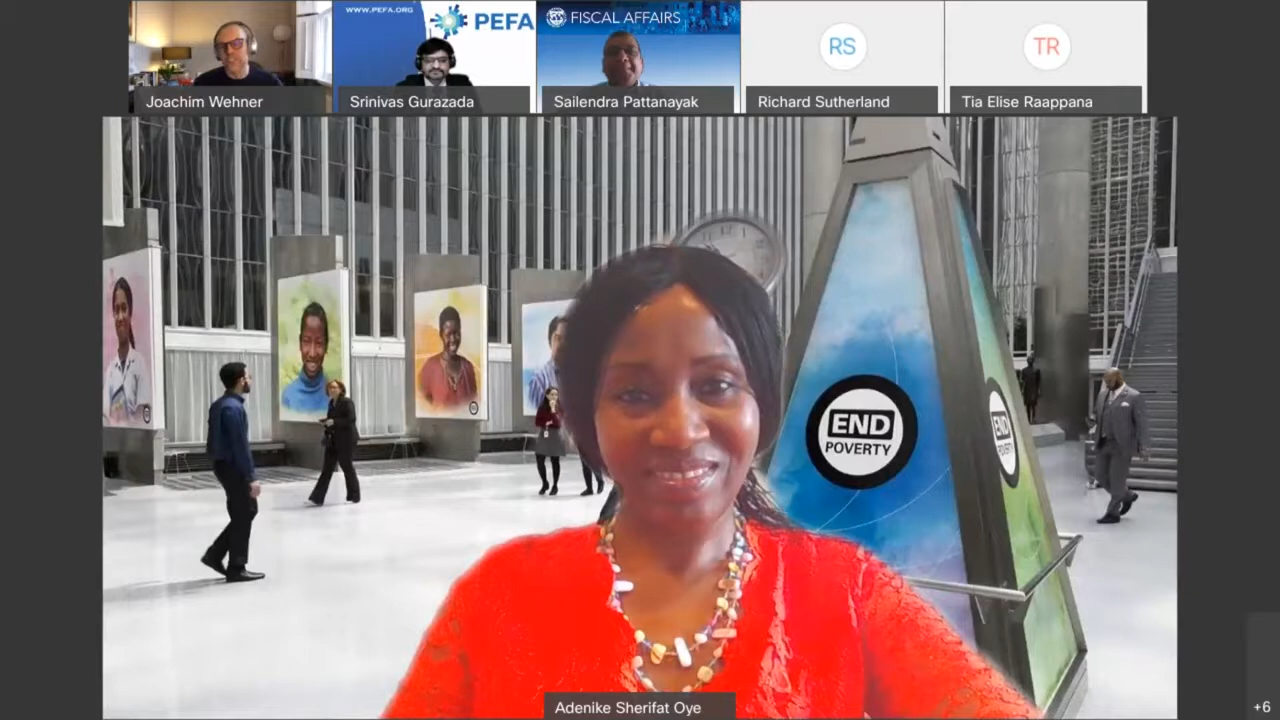 WWW.PEFA.ORG
PEFA
FISCAL AFFAIRS
RS
TR
Joachim Wehner
Srinivas Gurazada
Sailendra Pattanayak
Richard Sutherland
Tia Elise Raappana
END
POVERTY
END
POVERTY
Adenike Sherifat Oye
+6